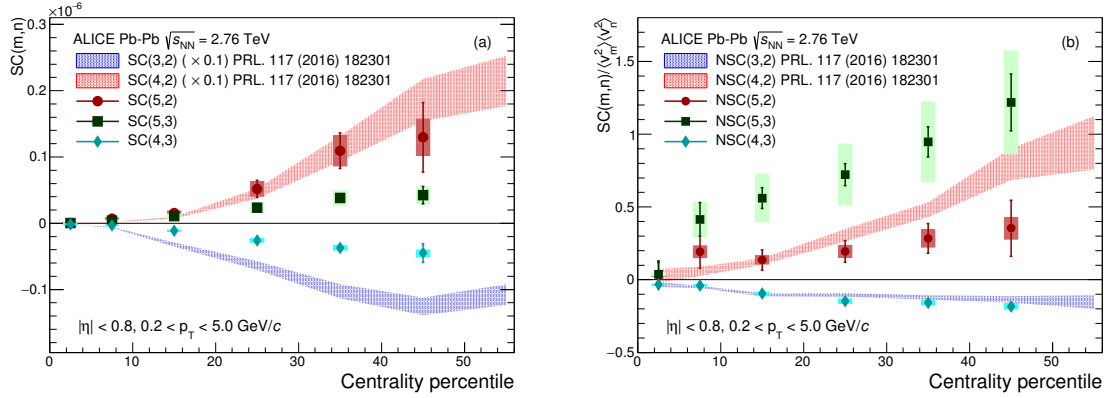 SC(m,n)
×10⁻⁶
0.3
0.2
0.1
0
−0.1
ALICE Pb-Pb √sNN = 2.76 TeV
(a)
SC(3,2) ( × 0.1) PRL. 117 (2016) 182301
SC(4,2) ( × 0.1) PRL. 117 (2016) 182301
SC(5,2)
SC(5,3)
SC(4,3)
|η| < 0.8, 0.2 < pT < 5.0 GeV/c
0 10 20 30 40 50
Centrality percentile
SC(m,n)/⟨v²m⟩⟨v²n⟩
1.5
1
0.5
0
−0.5
ALICE Pb-Pb √sNN = 2.76 TeV
(b)
NSC(3,2) PRL. 117 (2016) 182301
NSC(4,2) PRL. 117 (2016) 182301
NSC(5,2)
NSC(5,3)
NSC(4,3)
|η| < 0.8, 0.2 < pT < 5.0 GeV/c
0 10 20 30 40 50
Centrality percentile